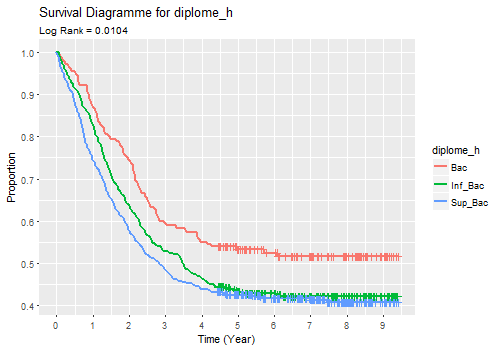 Survival Diagramme for diplome_h
Log Rank = 0.0104
1.0
0.9
0.8
0.7
0.6
0.5
0.4
Proportion
0 1 2 3 4 5 6 7 8 9
Time (Year)
diplome_h
Bac
Inf_Bac
Sup_Bac